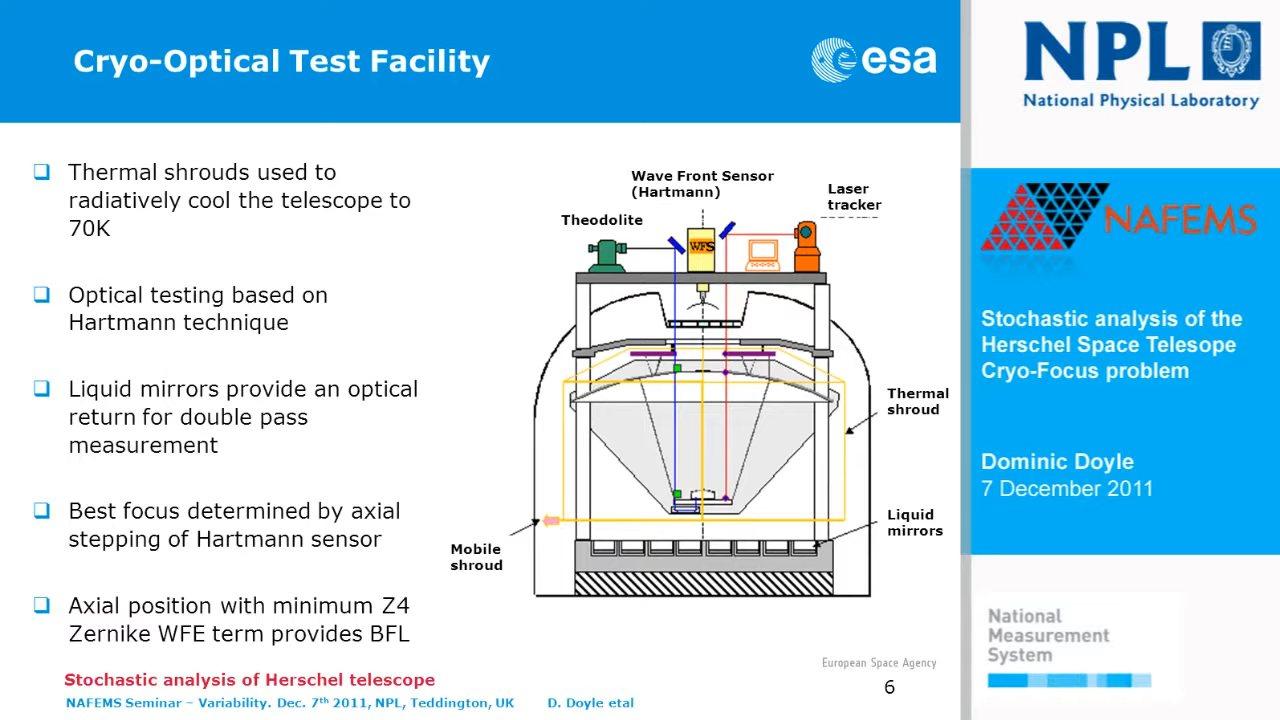 Cryo-Optical Test Facility
esa
Thermal shrouds used to
radiatively cool the telescope to
70K
Optical testing based on
Hartmann technique
Liquid mirrors provide an optical
return for double pass
measurement
Best focus determined by axial
stepping of Hartmann sensor
Axial position with minimum Z4
Zernike WFE term provides BFL
Wave Front Sensor
(Hartmann)
Laser
tracker
Theodolite
WFS
Thermal
shroud
Liquid
mirrors
Mobile
shroud
European Space Agency
Stochastic analysis of Herschel telescope
6
NAFEMS Seminar – Variability. Dec. 7th 2011, NPL, Teddington, UK D. Doyle etal
NPL
National Physical Laboratory
NAFEMS
Stochastic analysis of the
Herschel Space Telesope
Cryo-Focus problem
Dominic Doyle
7 December 2011
National
Measurement
System